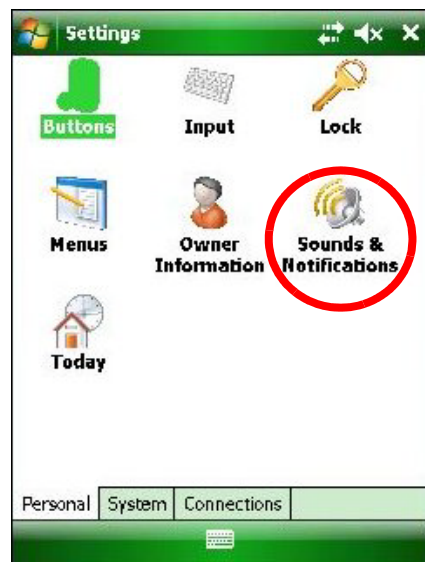 Settings
Buttons
Input
Lock
Menus
Owner
Information
Sounds &
Notifications
Today
Personal
System
Connections